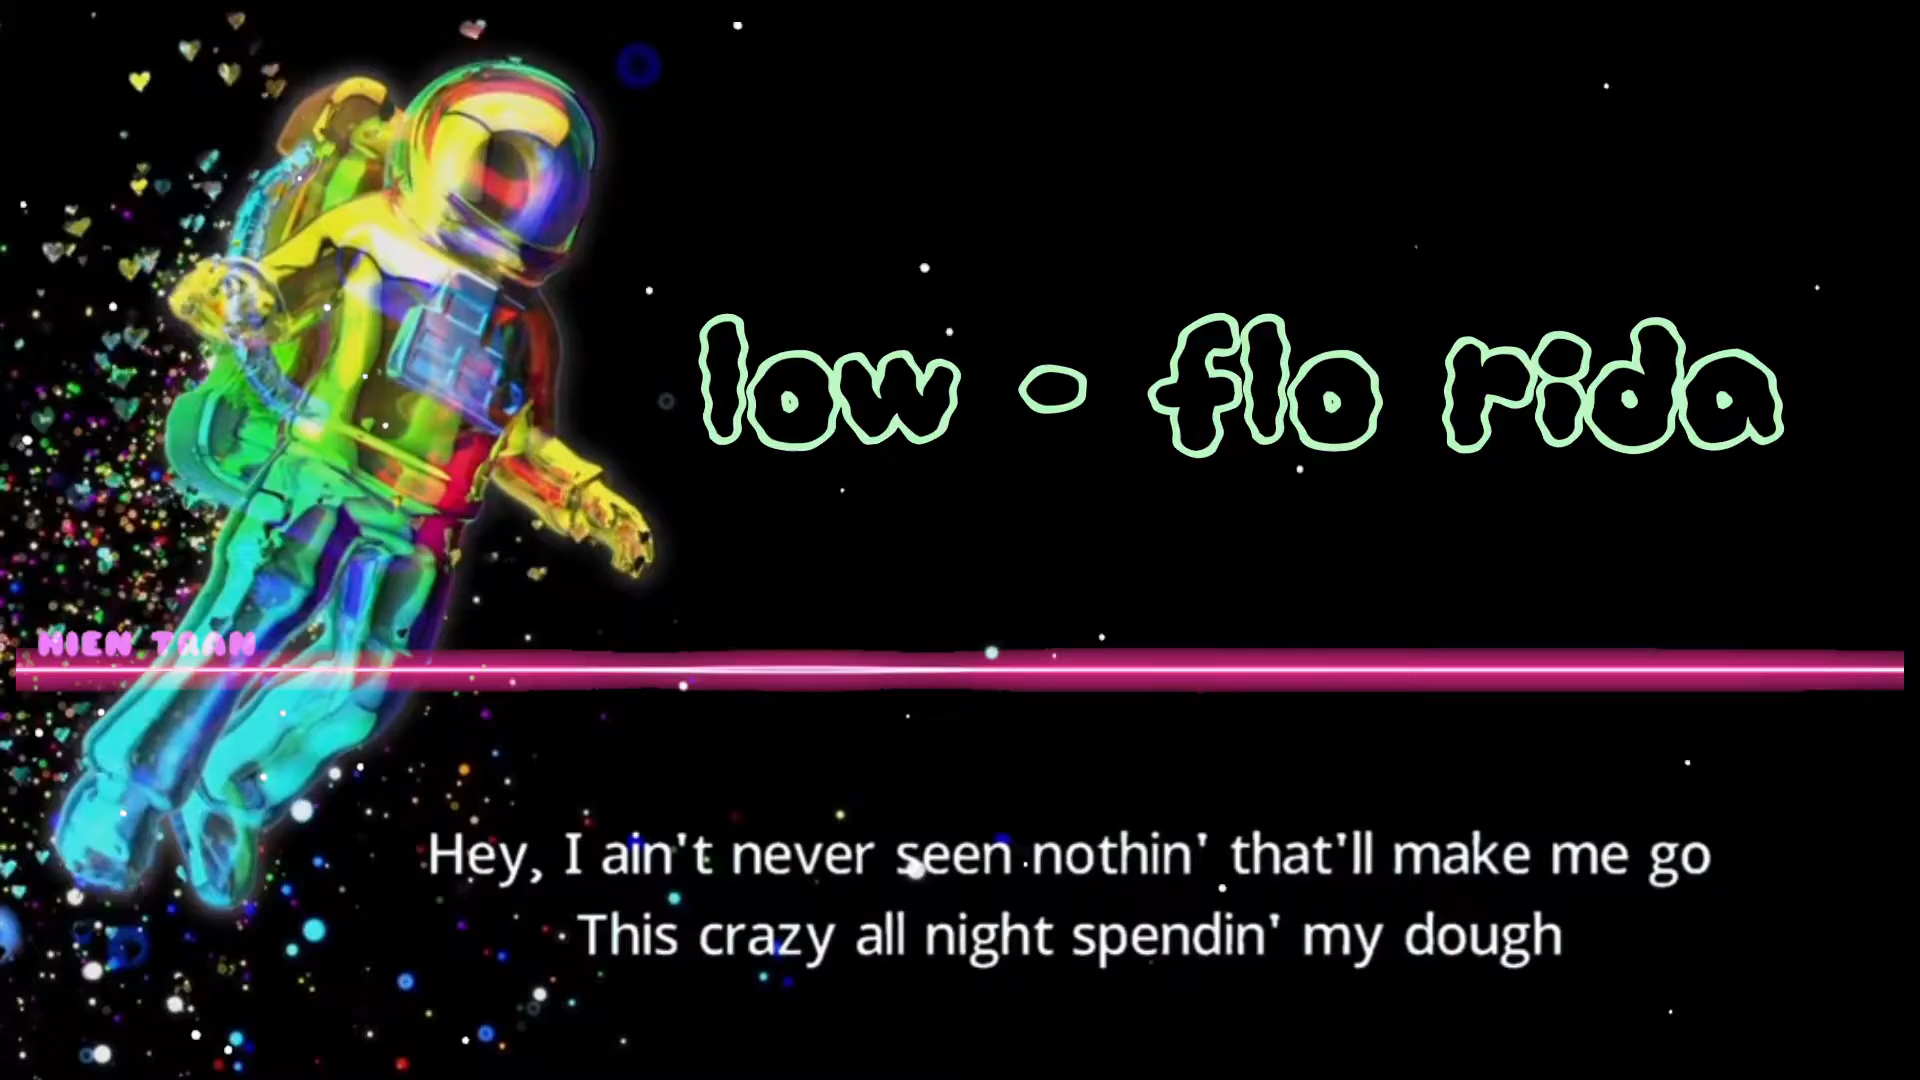 low - flo rida
HIEN TRAN
Hey, I ain't never seen nothin' that'll make me go
This crazy all night spendin' my dough